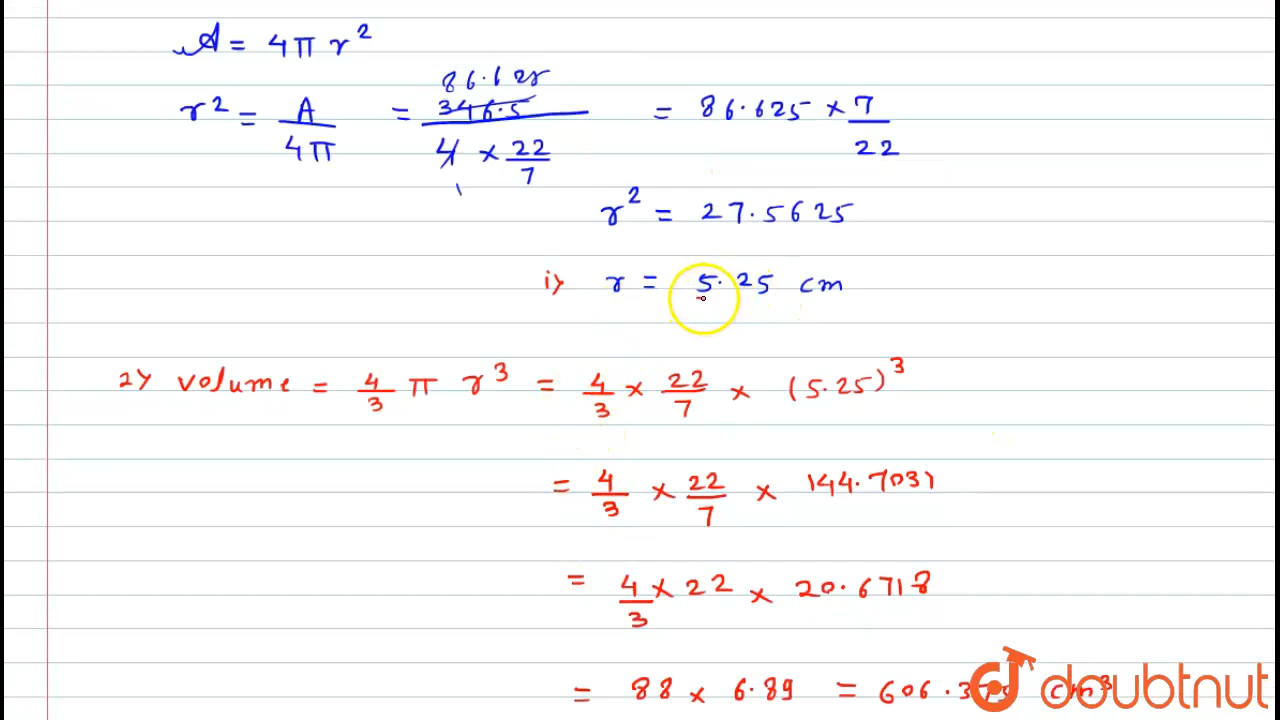 A = 4π r²
86.625
r² = A/4π = 346.5/(4 × 22/7) = 86.625 × 7/22
r² = 27.5625
i) r = 5.25 cm
2) volume = 4/3 π r³ = 4/3 × 22/7 × (5.25)³
= 4/3 × 22/7 × 144.7031
= 4/3 × 22 × 20.6718
= 88 × 6.89 = 606.375 cm³
doubtnut